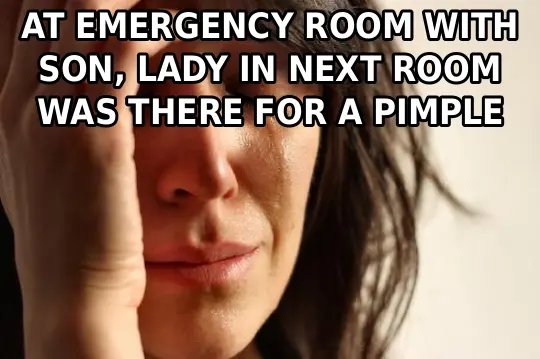 AT EMERGENCY ROOM WITH
SON, LADY IN NEXT ROOM
WAS THERE FOR A PIMPLE